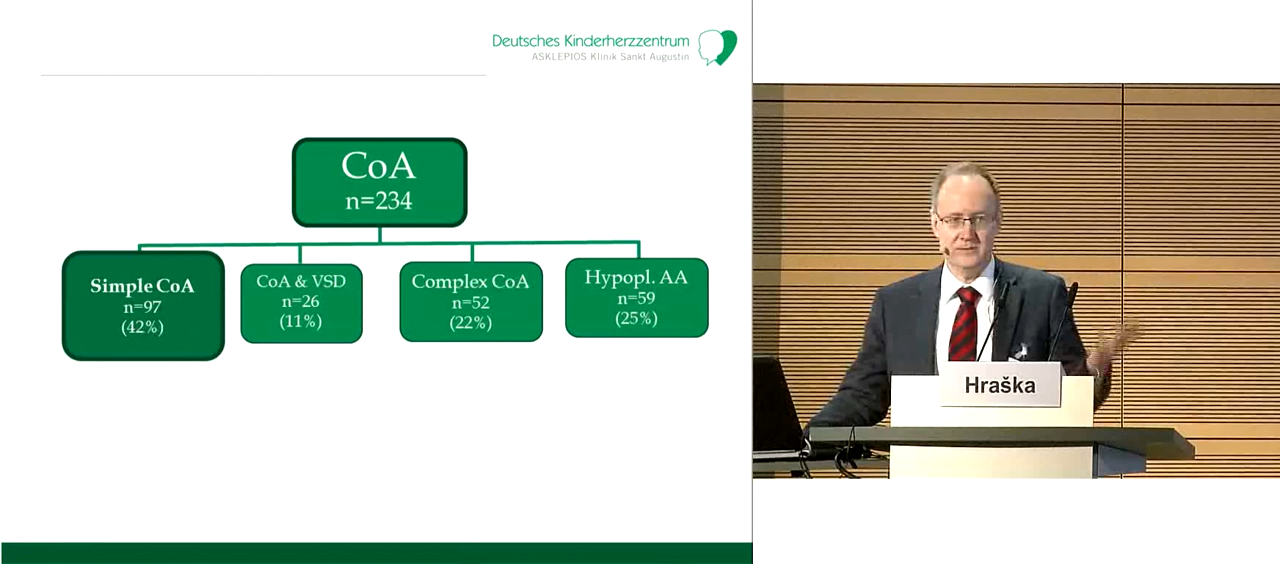 Deutsches Kinderherzzentrum
ASKLEPIOS Klinik Sankt Augustin
CoA
n=234
Simple CoA
n=97
(42%)
CoA & VSD
n=26
(11%)
Complex CoA
n=52
(22%)
Hypopl. AA
n=59
(25%)
Hraška